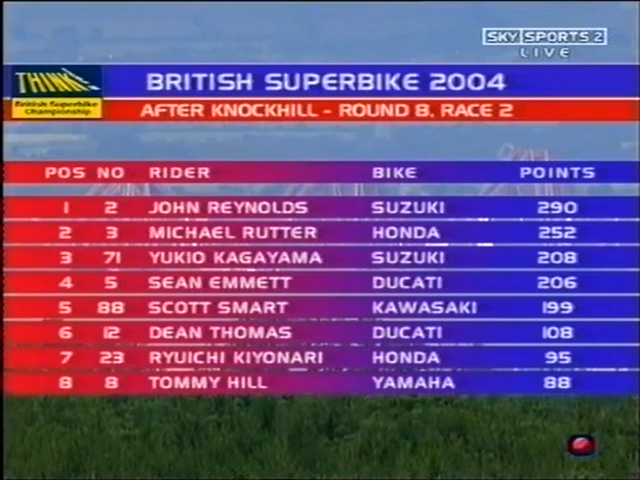 SKY SPORTS 2
LIVE
THINK!
British Superbike
Championship
BRITISH SUPERBIKE 2004
AFTER KNOCKHILL - ROUND 8, RACE 2
POS NO RIDER BIKE POINTS
1 2 JOHN REYNOLDS SUZUKI 290
2 3 MICHAEL RUTTER HONDA 252
3 71 YUKIO KAGAYAMA SUZUKI 208
4 5 SEAN EMMETT DUCATI 206
5 88 SCOTT SMART KAWASAKI 199
6 12 DEAN THOMAS DUCATI 108
7 23 RYUICHI KIYONARI HONDA 95
8 8 TOMMY HILL YAMAHA 88